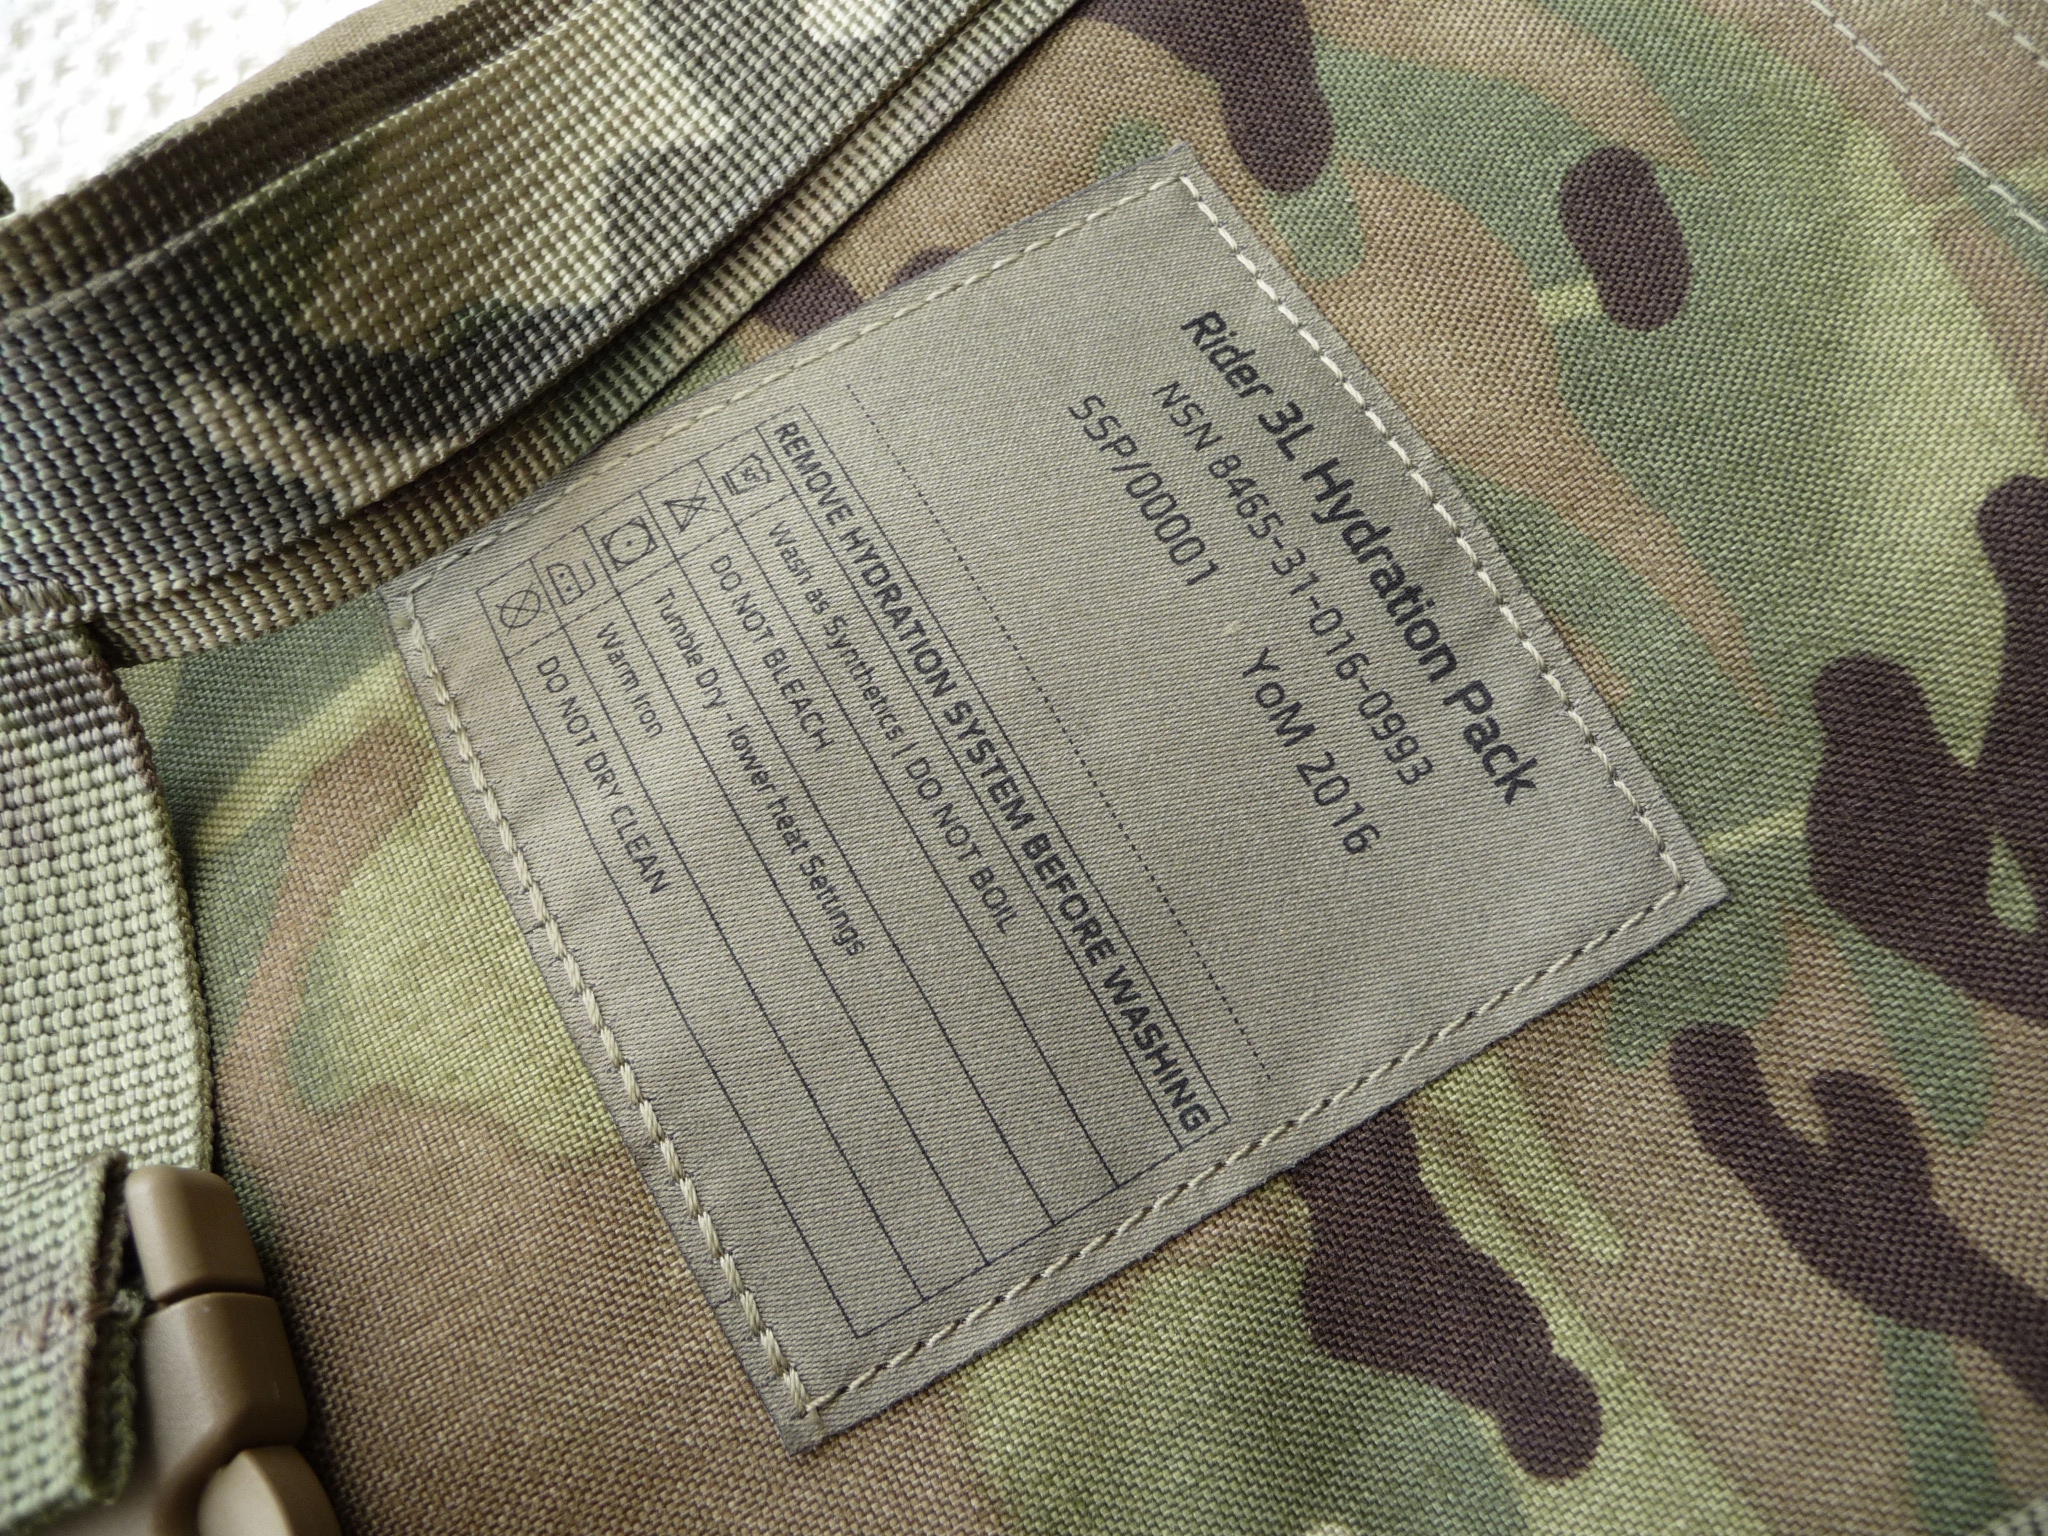 Rider 3L Hydration Pack
NSN 8465-31-016-0993
SSP/00001 YoM 2016
REMOVE HYDRATION SYSTEM BEFORE WASHING
Wash as Synthetics | DO NOT BOIL
DO NOT BLEACH
Tumble Dry - lower heat Settings
Warm Iron
DO NOT DRY CLEAN